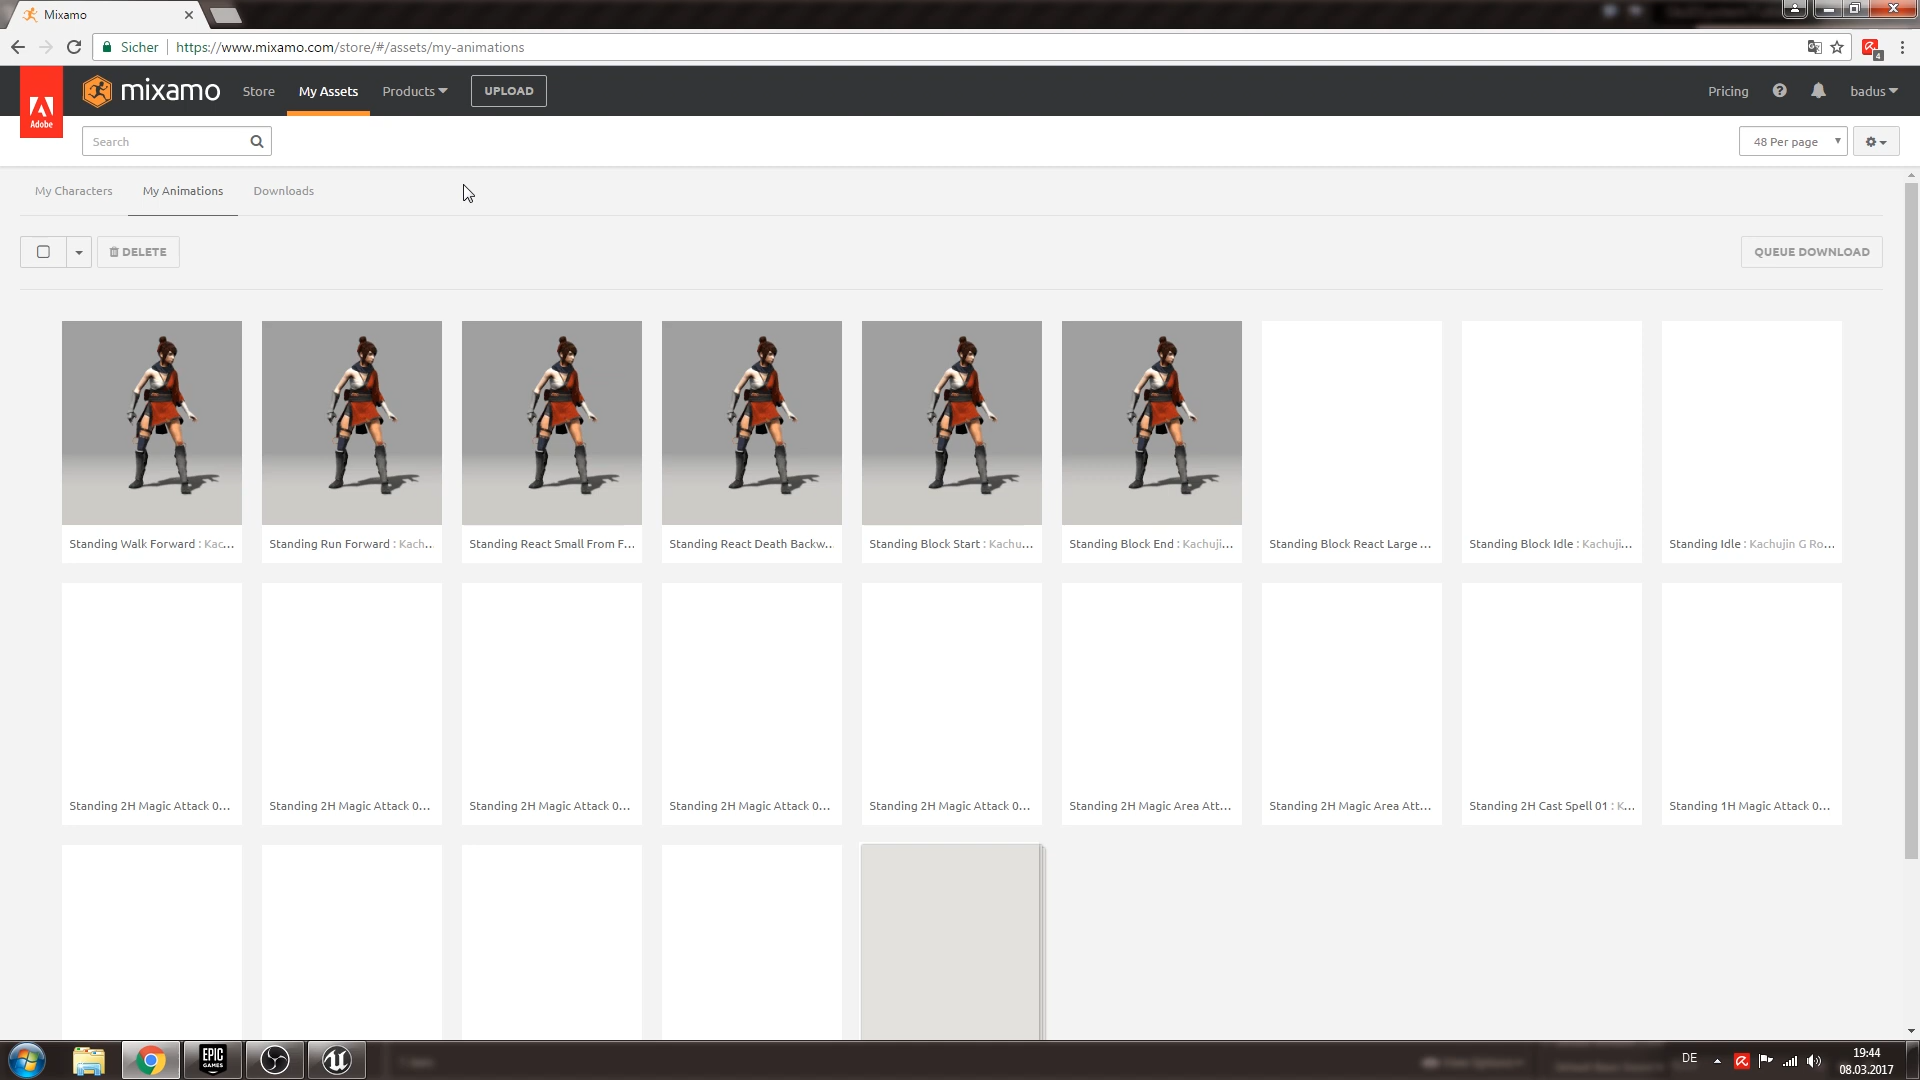 Mixamo
Sicher https://www.mixamo.com/store/#/assets/my-animations
4
Adobe
mixamo Store My Assets Products UPLOAD Pricing badus
Search 48 Per page
My Characters My Animations Downloads
DELETE QUEUE DOWNLOAD
Standing Walk Forward : Kac... Standing Run Forward : Kach... Standing React Small From F... Standing React Death Backw... Standing Block Start : Kachu... Standing Block End : Kachuji... Standing Block React Large ... Standing Block Idle : Kachuji... Standing Idle : Kachujin G Ro...
Standing 2H Magic Attack 0... Standing 2H Magic Attack 0... Standing 2H Magic Attack 0... Standing 2H Magic Attack 0... Standing 2H Magic Attack 0... Standing 2H Magic Area Att... Standing 2H Magic Area Att... Standing 2H Cast Spell 01 : K... Standing 1H Magic Attack 0...
EPIC GAMES
DE
19:44
08.03.2017